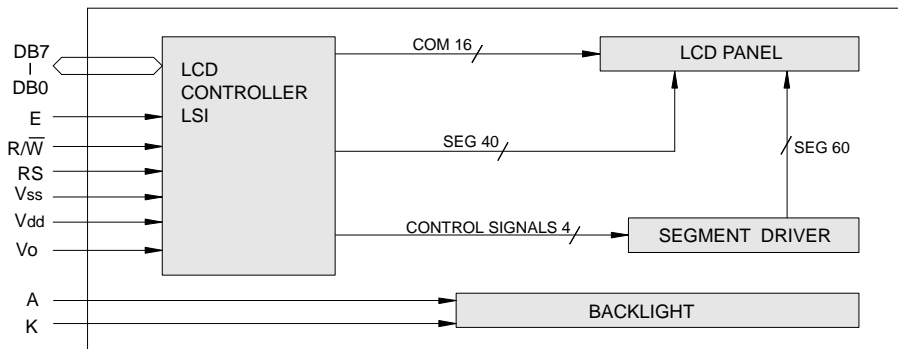 DB7
DB0
E
R/W̅
RS
Vss
Vdd
Vo
A
K
LCD
CONTROLLER
LSI
COM 16
SEG 40
CONTROL SIGNALS 4
LCD PANEL
SEG 60
SEGMENT DRIVER
BACKLIGHT